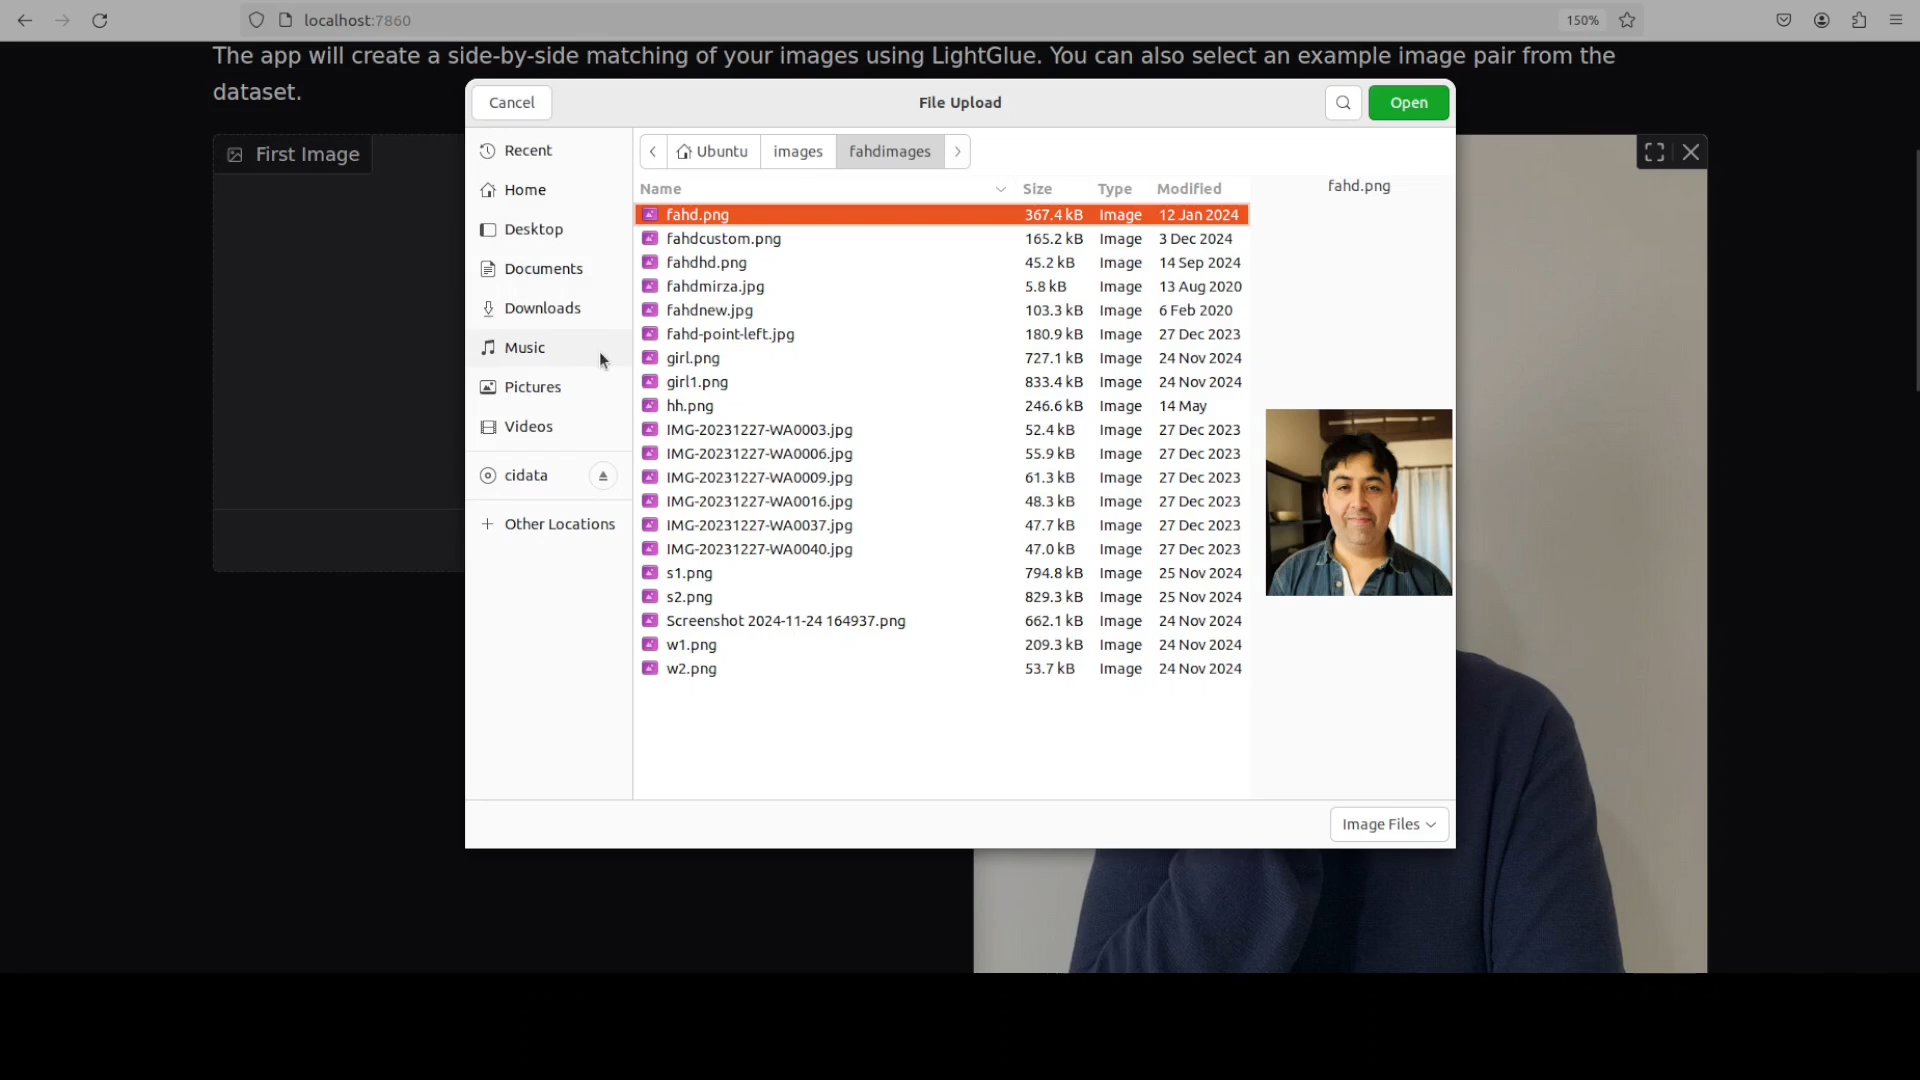 localhost:7860
150%
The app will create a side-by-side matching of your images using LightGlue. You can also select an example image pair from the
dataset.
First Image
Cancel
File Upload
Open
Recent
Home
Desktop
Documents
Downloads
Music
Pictures
Videos
cidata
Other Locations
Ubuntu images fahdimages
Name Size Type Modified
fahd.png 367.4 kB Image 12 Jan 2024
fahdcustom.png 165.2 kB Image 3 Dec 2024
fahdhd.png 45.2 kB Image 14 Sep 2024
fahdmirza.jpg 5.8 kB Image 13 Aug 2020
fahdnew.jpg 103.3 kB Image 6 Feb 2020
fahd-point-left.jpg 180.9 kB Image 27 Dec 2023
girl.png 727.1 kB Image 24 Nov 2024
girl1.png 833.4 kB Image 24 Nov 2024
hh.png 246.6 kB Image 14 May
IMG-20231227-WA0003.jpg 52.4 kB Image 27 Dec 2023
IMG-20231227-WA0006.jpg 55.9 kB Image 27 Dec 2023
IMG-20231227-WA0009.jpg 61.3 kB Image 27 Dec 2023
IMG-20231227-WA0016.jpg 48.3 kB Image 27 Dec 2023
IMG-20231227-WA0037.jpg 47.7 kB Image 27 Dec 2023
IMG-20231227-WA0040.jpg 47.0 kB Image 27 Dec 2023
s1.png 794.8 kB Image 25 Nov 2024
s2.png 829.3 kB Image 25 Nov 2024
Screenshot 2024-11-24 164937.png 662.1 kB Image 24 Nov 2024
w1.png 209.3 kB Image 24 Nov 2024
w2.png 53.7 kB Image 24 Nov 2024
fahd.png
Image Files